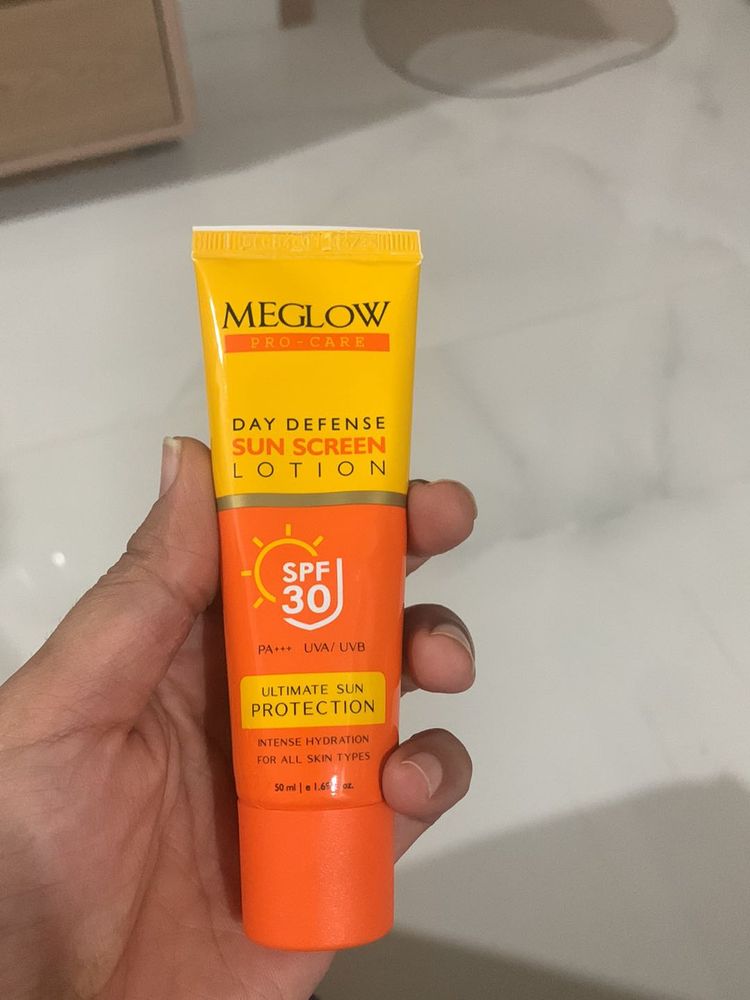 MEGLOW
PRO-CARE
DAY DEFENSE
SUN SCREEN
LOTION
SPF
30
PA+++ UVA/ UVB
ULTIMATE SUN
PROTECTION
INTENSE HYDRATION
FOR ALL SKIN TYPES
50 ml | e oz.